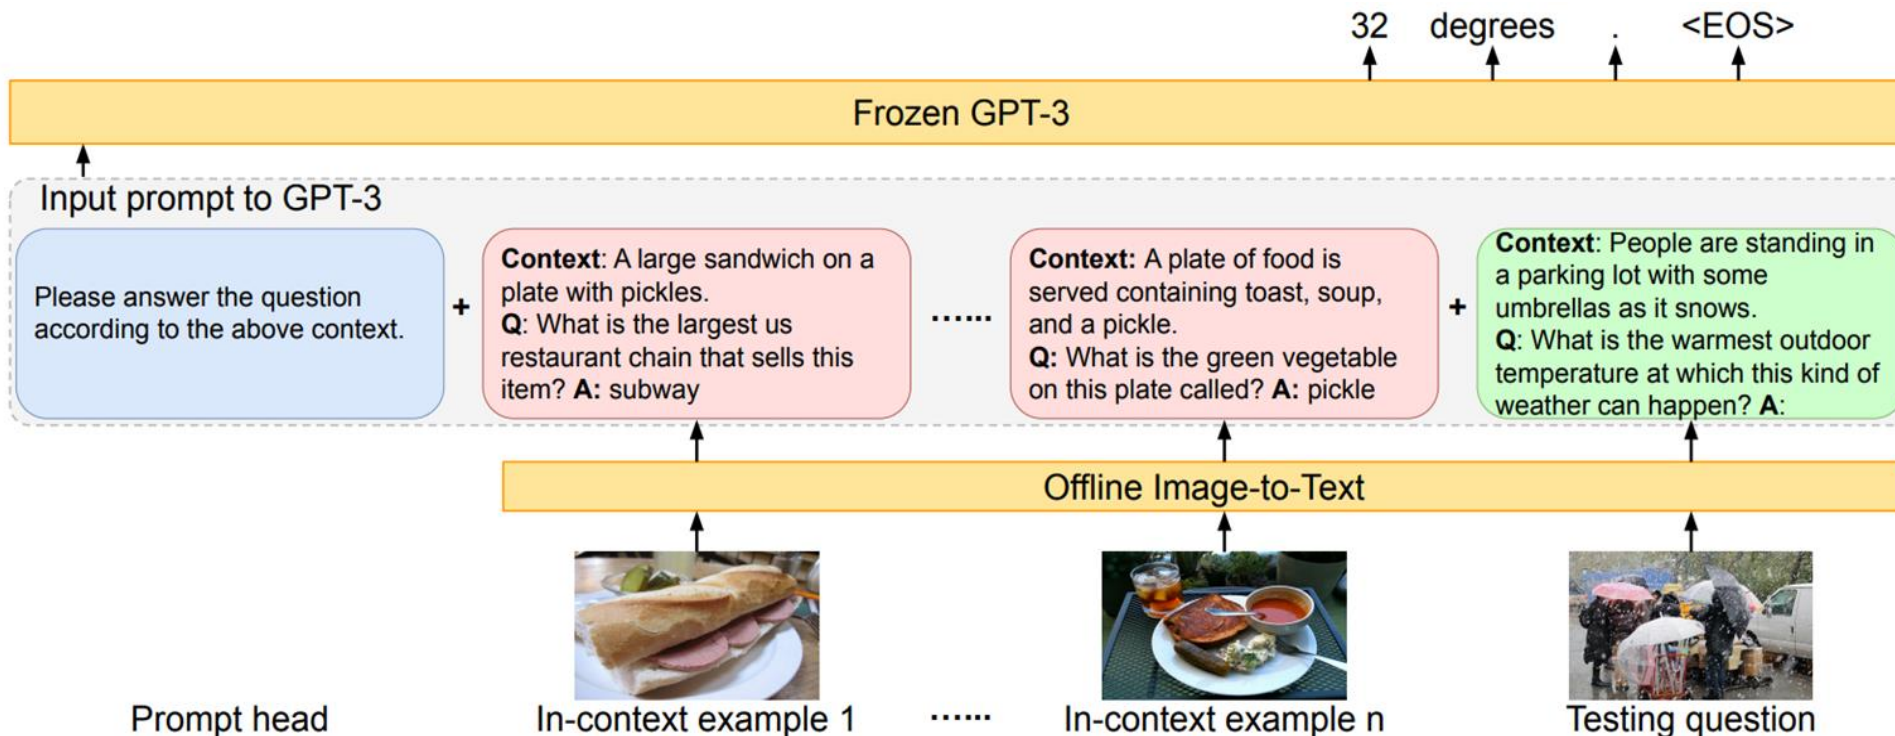 32 degrees . <EOS>
Frozen GPT-3
Input prompt to GPT-3
Please answer the question
according to the above context.
+
Context: A large sandwich on a
plate with pickles.
Q: What is the largest us
restaurant chain that sells this
item? A: subway
......
Context: A plate of food is
served containing toast, soup,
and a pickle.
Q: What is the green vegetable
on this plate called? A: pickle
+
Context: People are standing in
a parking lot with some
umbrellas as it snows.
Q: What is the warmest outdoor
temperature at which this kind of
weather can happen? A:
Offline Image-to-Text
Prompt head
In-context example 1
......
In-context example n
Testing question